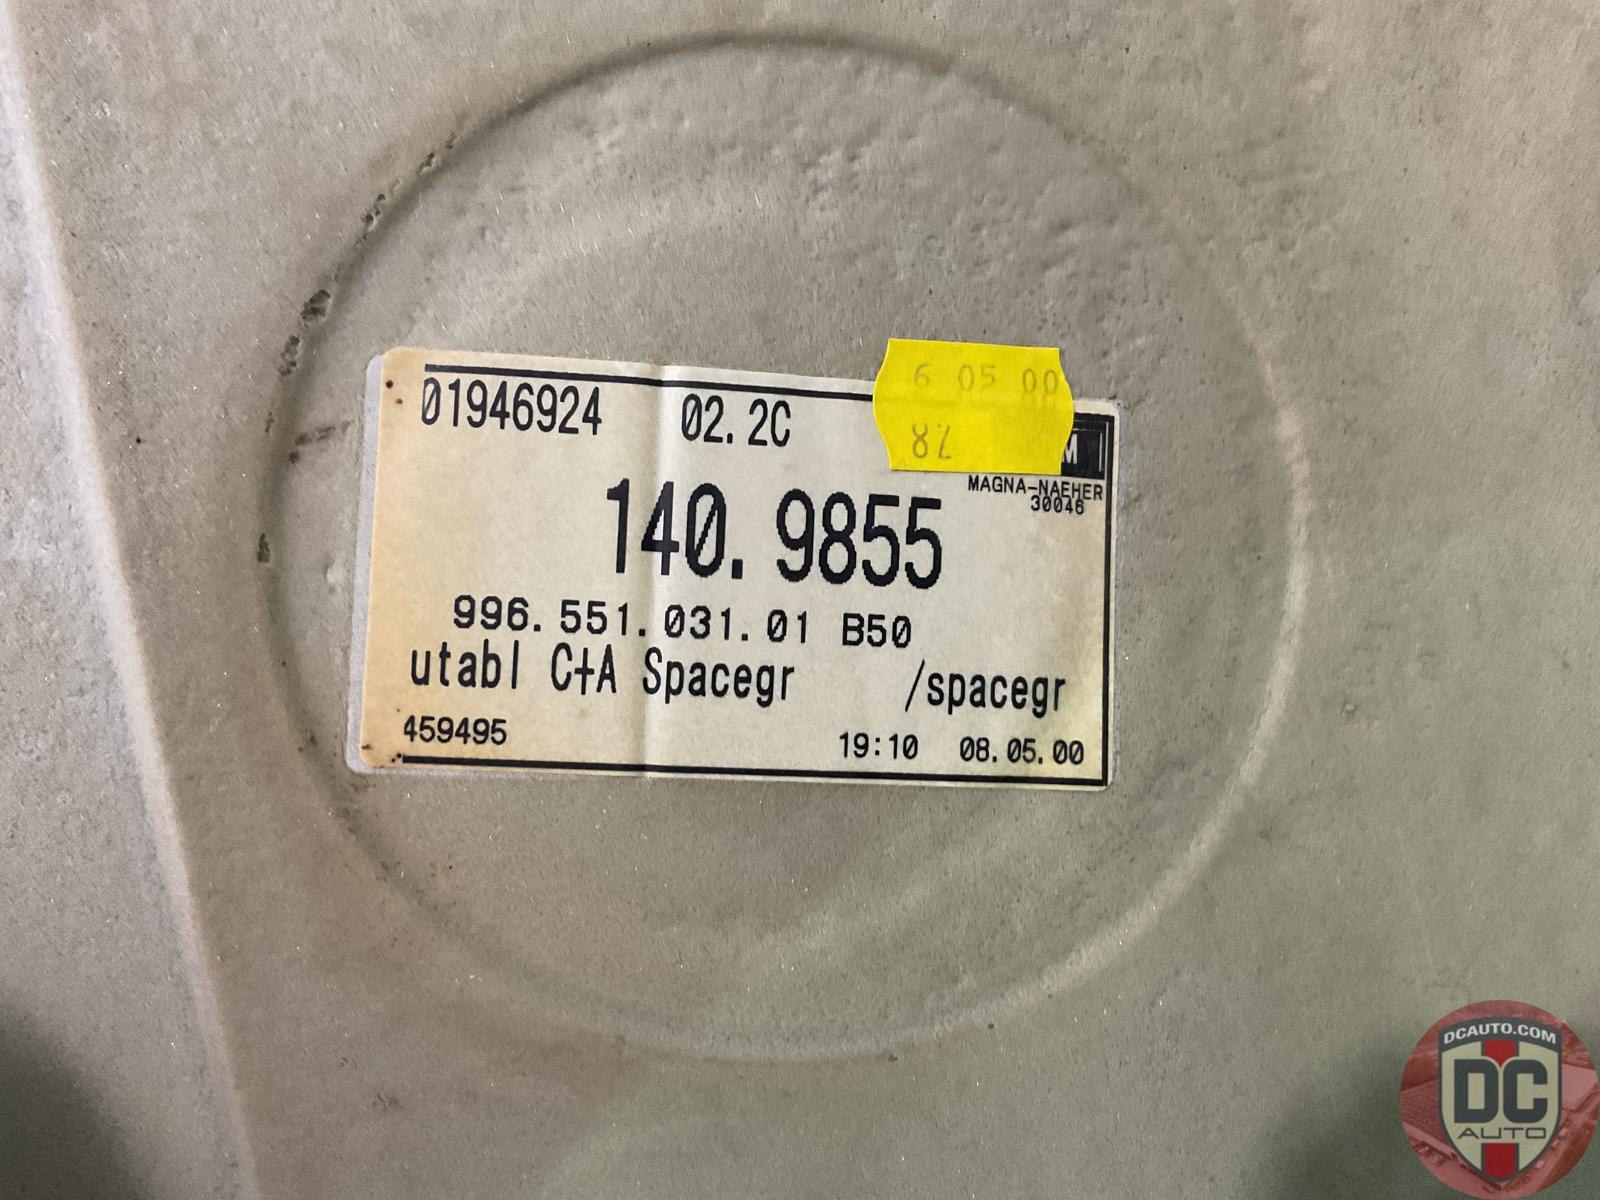 6 05 00
01946924 02.2C
8Z
M
MAGNA-NAEHER
30046
140.9855
996.551.031.01 B50
utabl C+A Spacegr /spacegr
459495 19:10 08.05.00
DCAUTO.COM
DC
AUTO